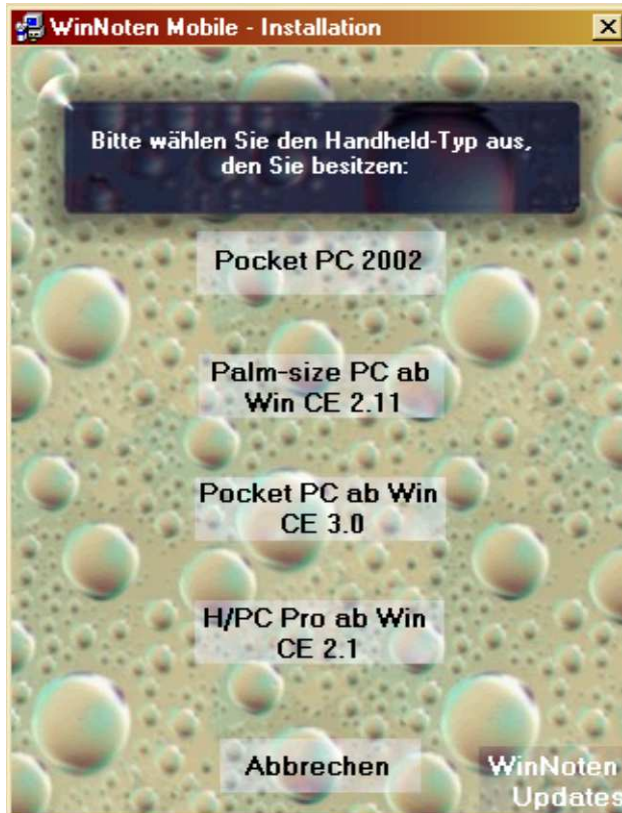 WinNoten Mobile - Installation
Bitte wählen Sie den Handheld-Typ aus,
den Sie besitzen:
Pocket PC 2002
Palm-size PC ab
Win CE 2.11
Pocket PC ab Win
CE 3.0
H/PC Pro ab Win
CE 2.1
Abbrechen
WinNoten
Updates